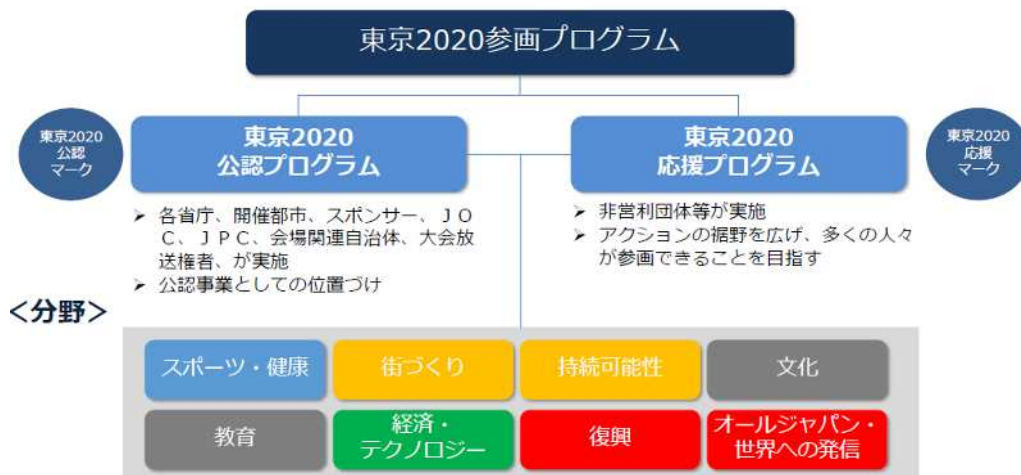 東京2020参画プログラム
東京2020
公認
マーク
東京2020
公認プログラム
東京2020
応援プログラム
東京2020
応援
マーク
➢ 各省庁、開催都市、スポンサー、ＪＯ
Ｃ、ＪＰＣ、会場関連自治体、大会放
送権者、が実施
➢ 公認事業としての位置づけ
➢ 非営利団体等が実施
➢ アクションの裾野を広げ、多くの人々
が参画できることを目指す
＜分野＞
スポーツ・健康
街づくり
持続可能性
文化
教育
経済・
テクノロジー
復興
オールジャパン・
世界への発信